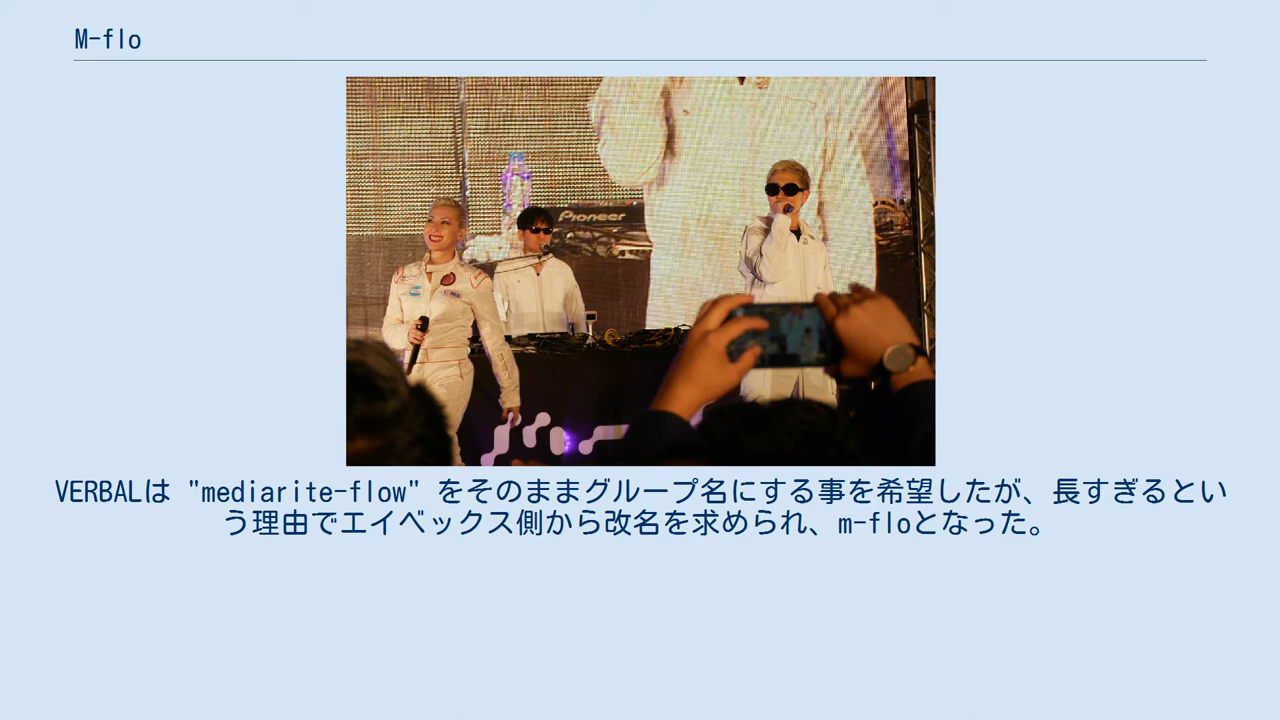 M-flo
Pioneer
VERBALは "mediarite-flow" をそのままグループ名にする事を希望したが、長すぎるとい
う理由でエイベックス側から改名を求められ、m-floとなった。